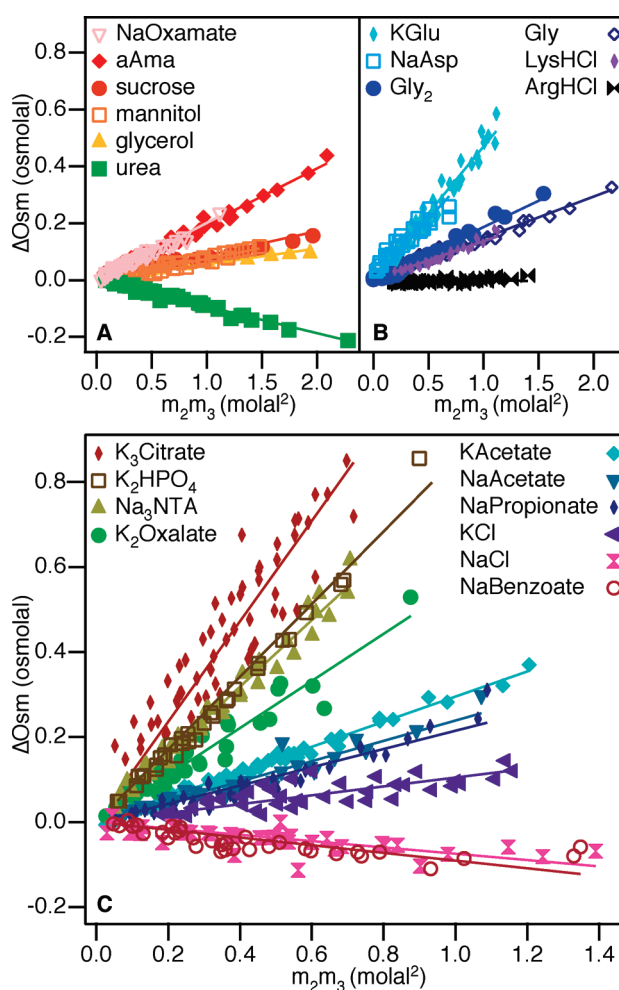 NaOxamate
aAma
sucrose
mannitol
glycerol
urea
0.8
0.6
0.4
0.2
0.0
-0.2
ΔOsm (osmolal)
A
0.0 0.5 1.0 1.5 2.0
m₂m₃ (molal²)
KGlu Gly
NaAsp LysHCl
Gly₂ ArgHCl
B
0.0 0.5 1.0 1.5 2.0
m₂m₃ (molal²)
K₃Citrate KAcetate
K₂HPO₄ NaAcetate
Na₃NTA NaPropionate
K₂Oxalate KCl
NaCl
NaBenzoate
0.8
0.6
0.4
0.2
0.0
-0.2
ΔOsm (osmolal)
C
0.0 0.2 0.4 0.6 0.8 1.0 1.2 1.4
m₂m₃ (molal²)